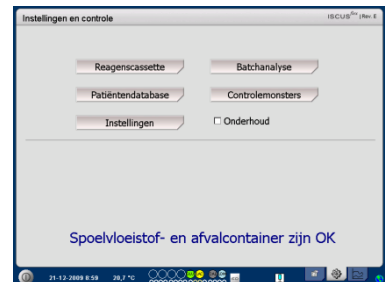 Instellingen en controle
ISCUSflex | Rev. E
Reagenscassette
Batchanalyse
Patiëntendatabase
Controlemonsters
Instellingen
Onderhoud
Spoelvloeistof- en afvalcontainer zijn OK
21-12-2009 8:59 20,7 °C